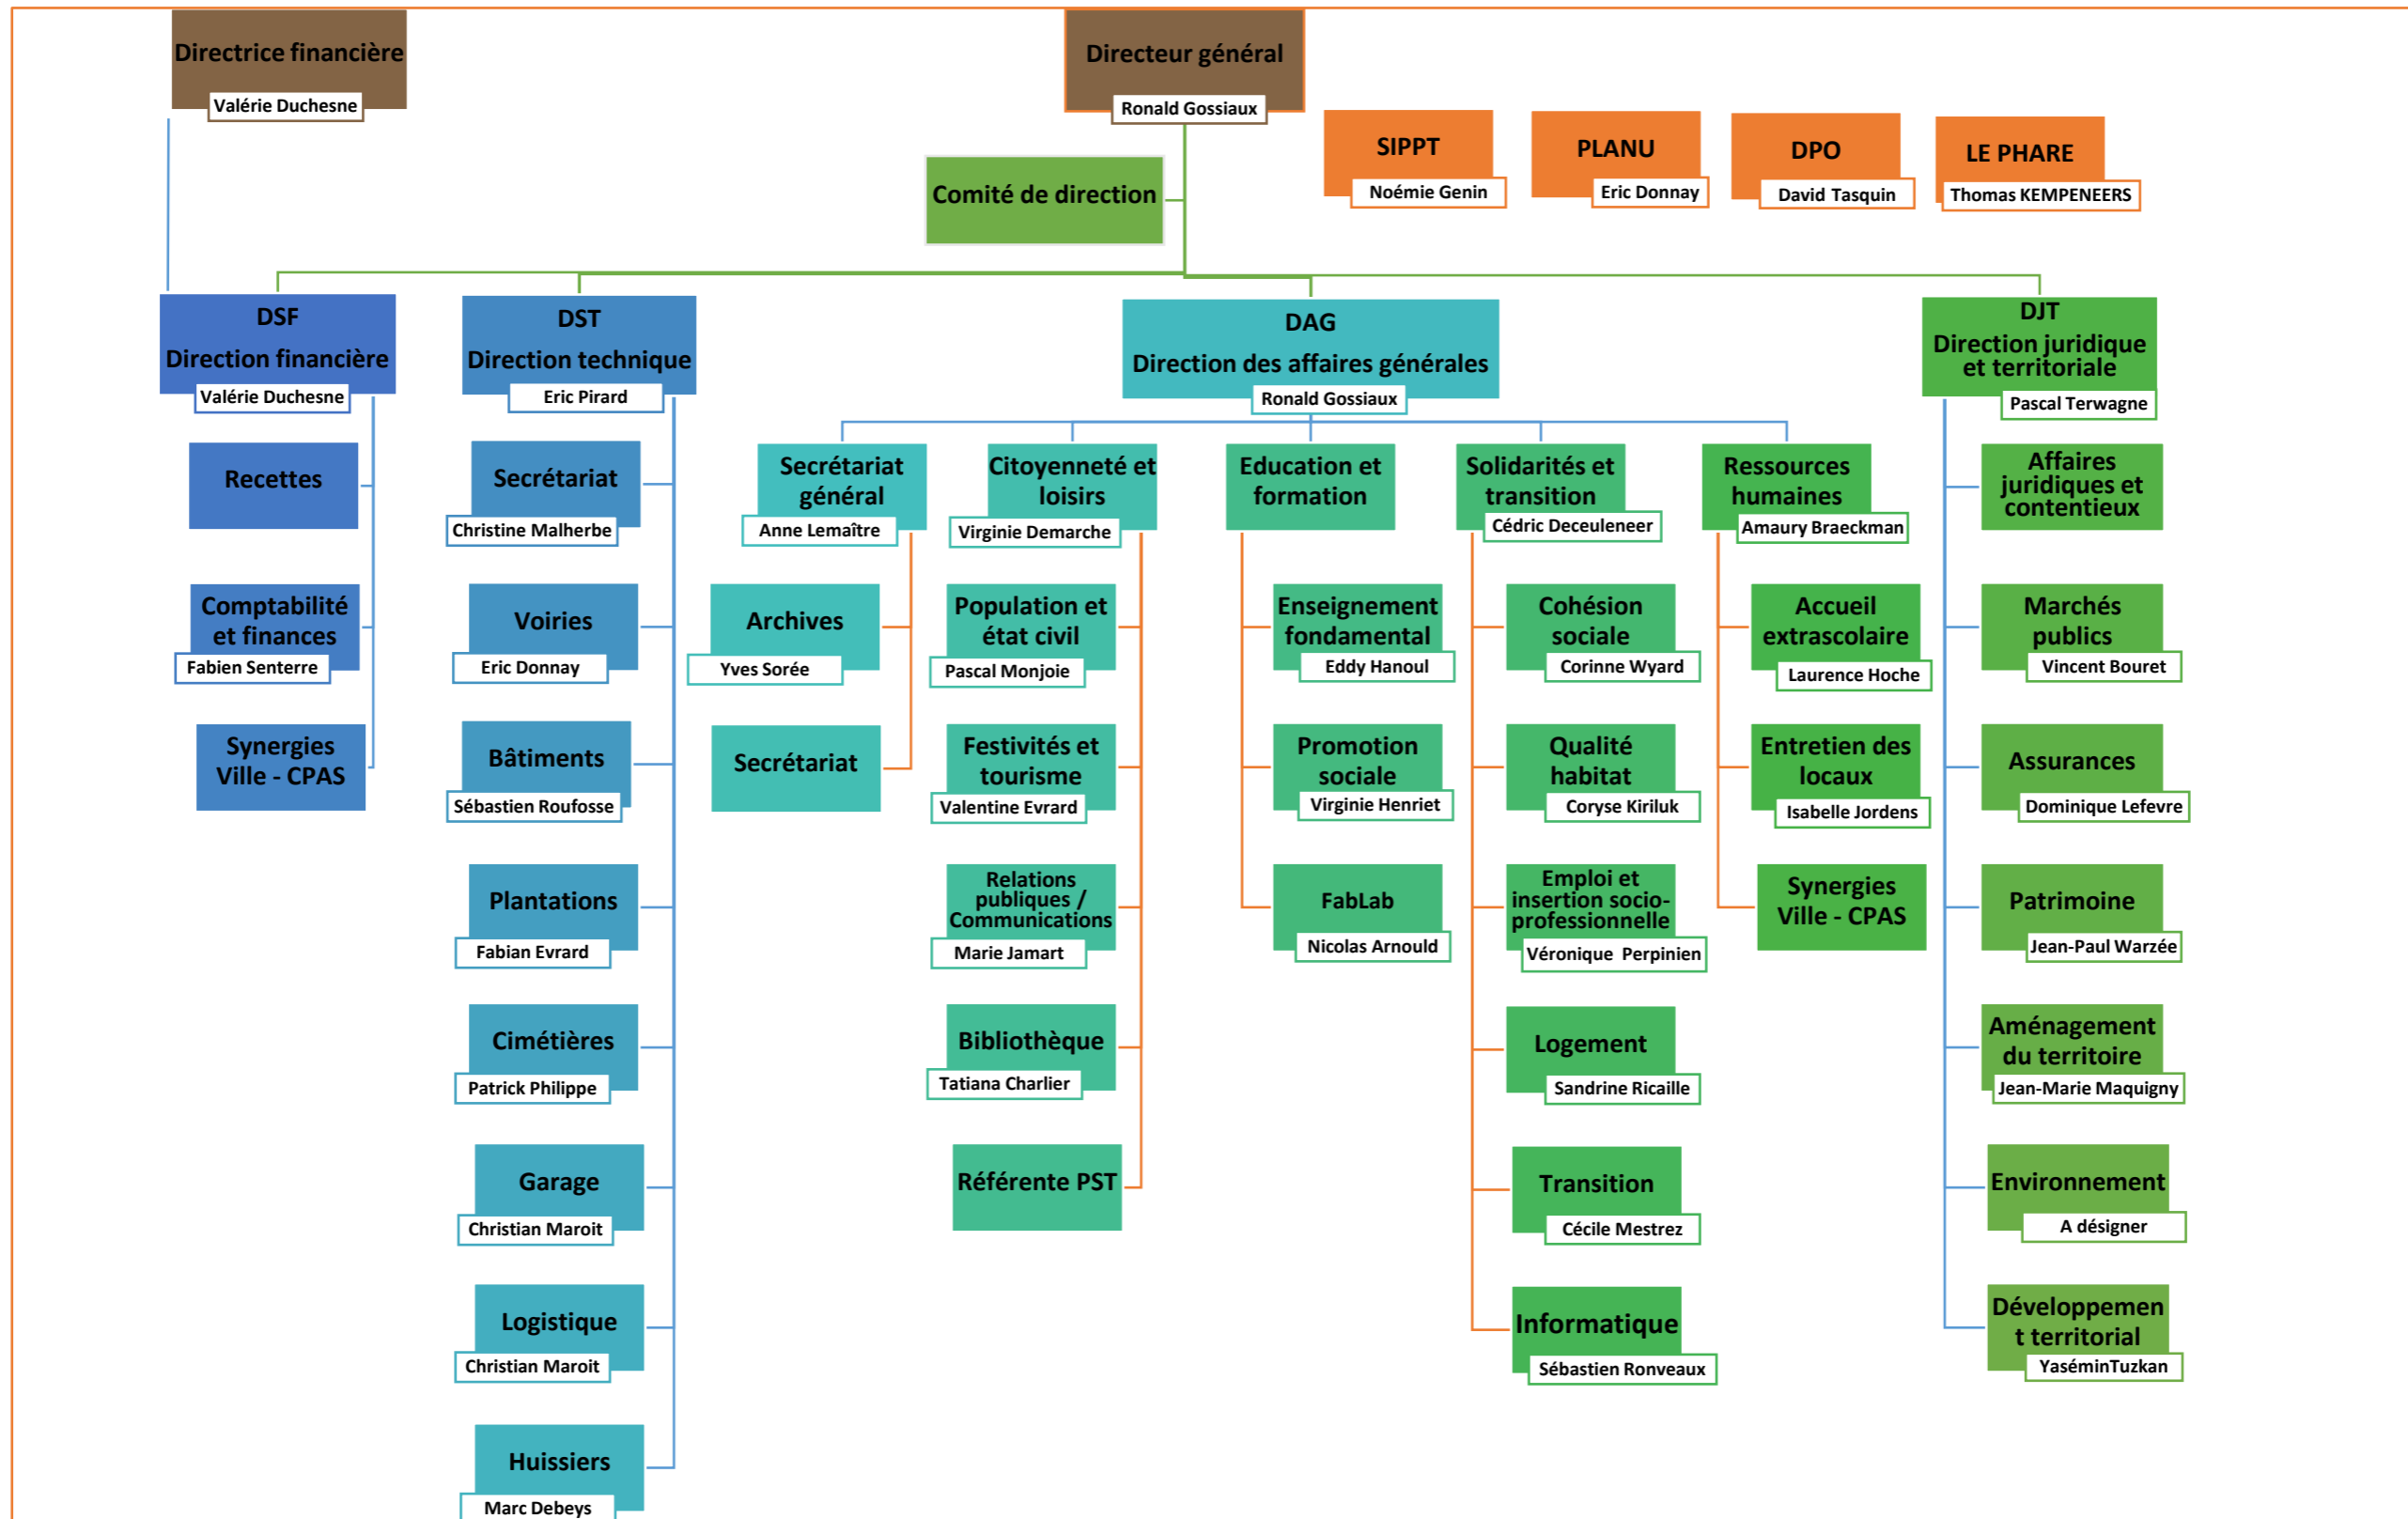 Directrice financière
Valérie Duchesne
Directeur général
Ronald Gossiaux
SIPPT
Noémie Genin
PLANU
Eric Donnay
DPO
David Tasquin
LE PHARE
Thomas KEMPENEERS
Comité de direction
DSF
Direction financière
Valérie Duchesne
DST
Direction technique
Eric Pirard
DAG
Direction des affaires générales
Ronald Gossiaux
DJT
Direction juridique
et territoriale
Pascal Terwagne
Recettes
Comptabilité
et finances
Fabien Senterre
Synergies
Ville - CPAS
Secrétariat
Christine Malherbe
Voiries
Eric Donnay
Bâtiments
Sébastien Roufosse
Plantations
Fabian Evrard
Cimétières
Patrick Philippe
Garage
Christian Maroit
Logistique
Christian Maroit
Huissiers
Marc Debeys
Secrétariat
général
Anne Lemaître
Archives
Yves Sorée
Secrétariat
Citoyenneté et
loisirs
Virginie Demarche
Population et
état civil
Pascal Monjoie
Festivités et
tourisme
Valentine Evrard
Relations
publiques /
Communications
Marie Jamart
Bibliothèque
Tatiana Charlier
Référente PST
Education et
formation
Enseignement
fondamental
Eddy Hanoul
Promotion
sociale
Virginie Henriet
FabLab
Nicolas Arnould
Solidarités et
transition
Cédric Deceuleneer
Cohésion
sociale
Corinne Wyard
Qualité
habitat
Coryse Kiriluk
Emploi et
insertion socio-
professionnelle
Véronique Perpinien
Logement
Sandrine Ricaille
Transition
Cécile Mestrez
Informatique
Sébastien Ronveaux
Ressources
humaines
Amaury Braeckman
Accueil
extrascolaire
Laurence Hoche
Entretien des
locaux
Isabelle Jordens
Synergies
Ville - CPAS
Affaires
juridiques et
contentieux
Marchés
publics
Vincent Bouret
Assurances
Dominique Lefevre
Patrimoine
Jean-Paul Warzée
Aménagement
du territoire
Jean-Marie Maquigny
Environnement
A désigner
Développemen
t territorial
YaséminTuzkan